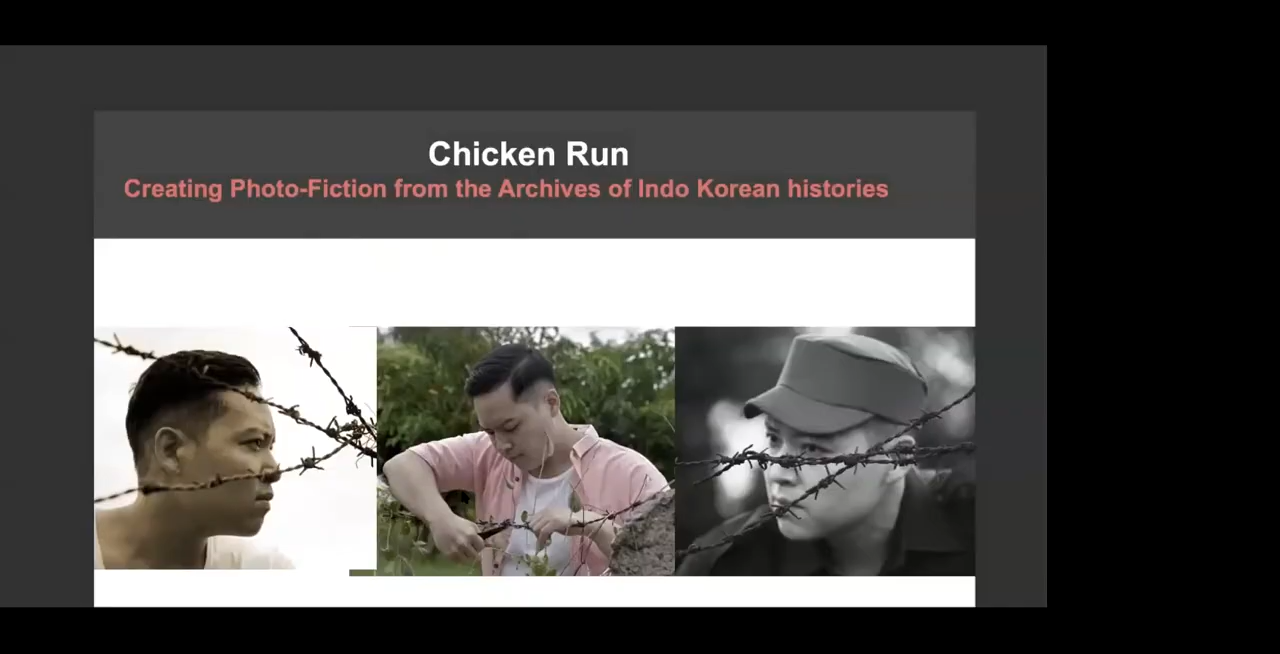 Chicken Run
Creating Photo-Fiction from the Archives of Indo Korean histories